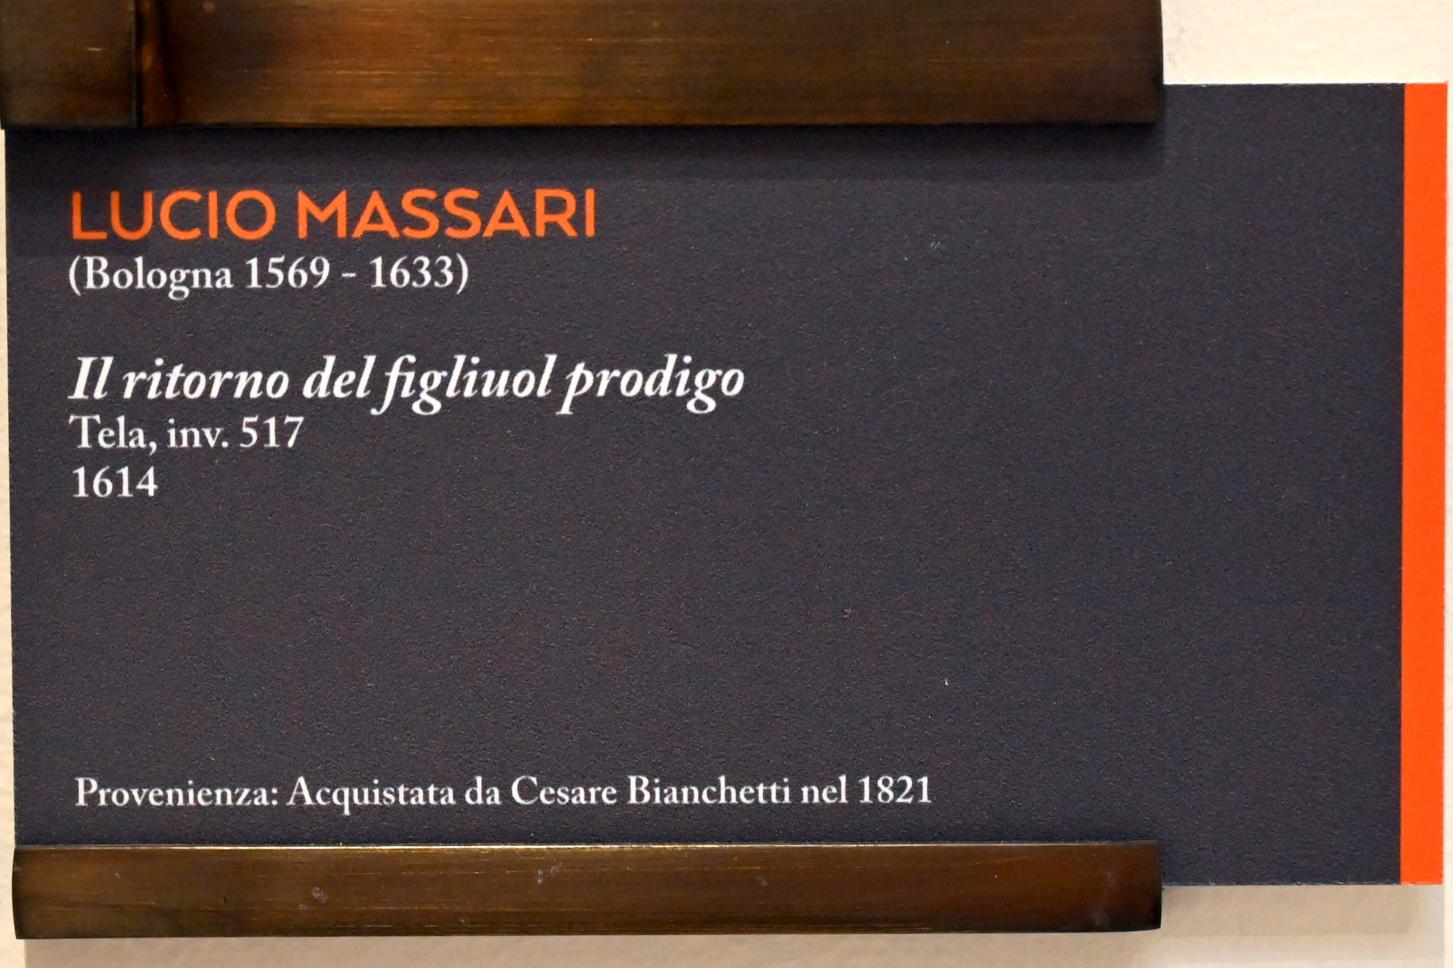 LUCIO MASSARI
(Bologna 1569 - 1633)
Il ritorno del figliuol prodigo
Tela, inv. 517
1614
Provenienza: Acquistata da Cesare Bianchetti nel 1821